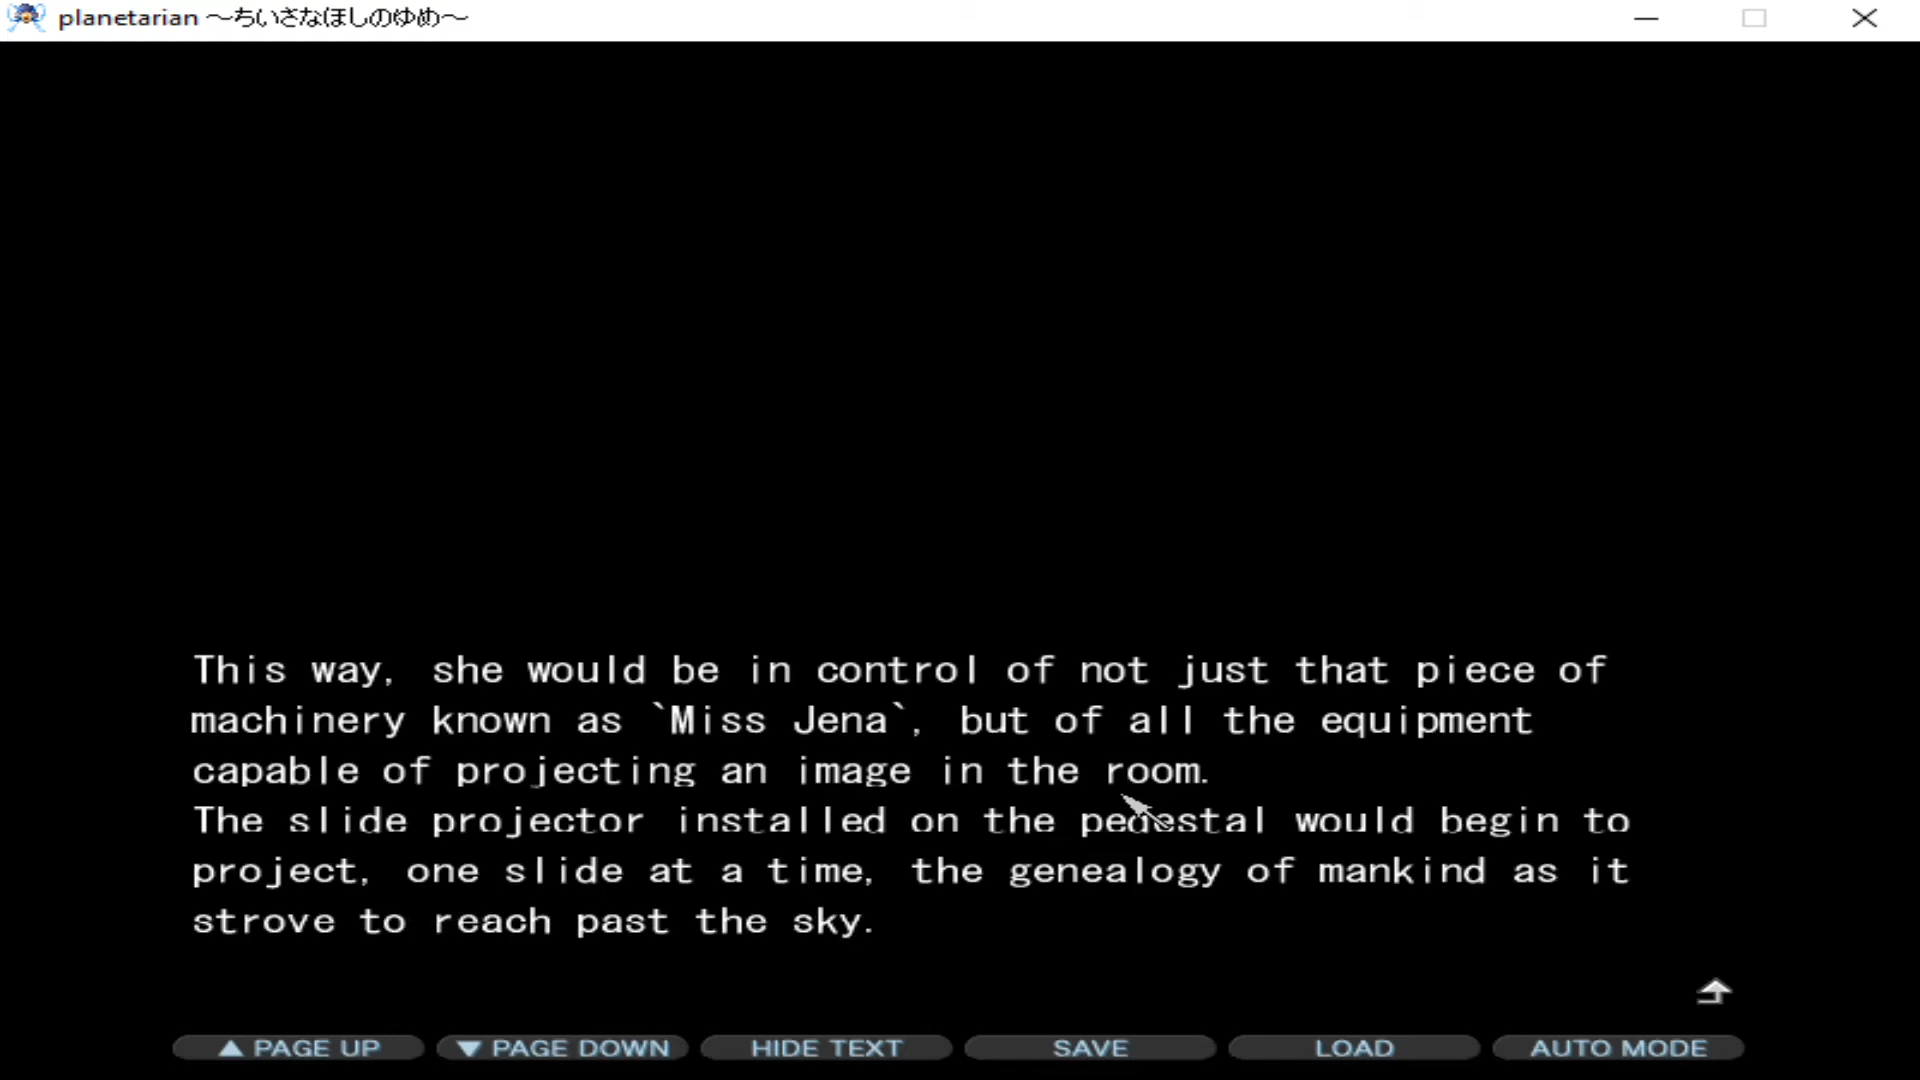 planetarian ～ちいさなほしのゆめ～
This way, she would be in control of not just that piece of
machinery known as `Miss Jena`, but of all the equipment
capable of projecting an image in the room.
The slide projector installed on the pedestal would begin to
project, one slide at a time, the genealogy of mankind as it
strove to reach past the sky.
▲ PAGE UP ▼ PAGE DOWN HIDE TEXT SAVE LOAD AUTO MODE